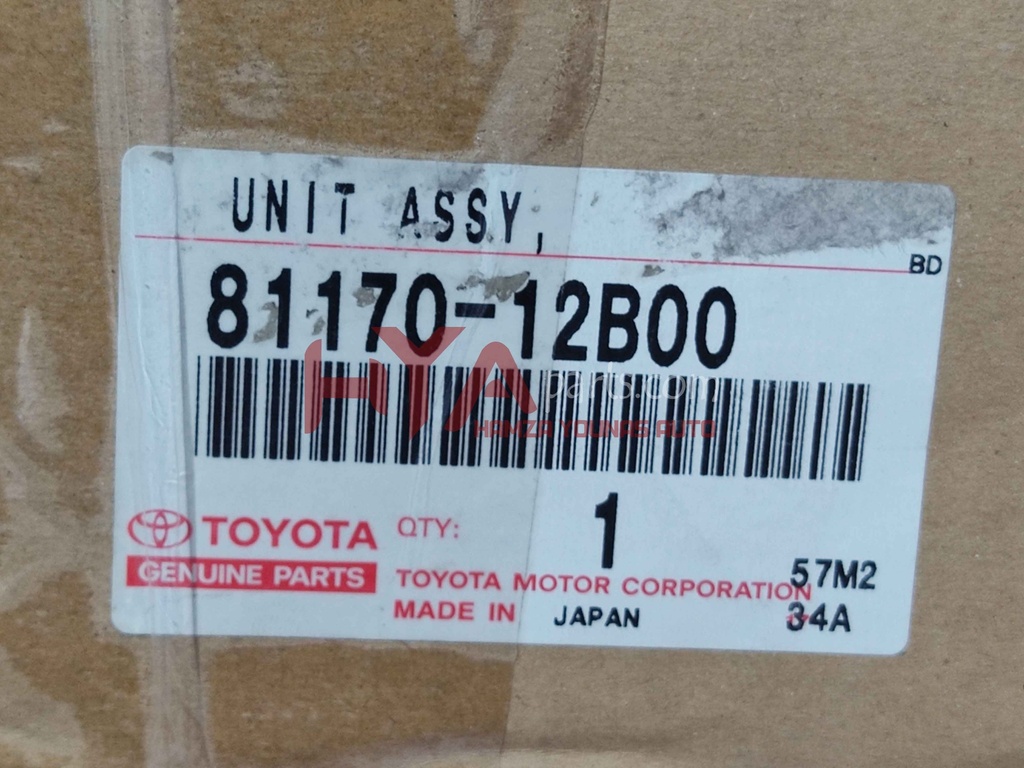 UNIT ASSY,
BD
81170-12B00
HYA
parts.com
HAMZA YOUNAS AUTO
TOYOTA
GENUINE PARTS
QTY: 1
TOYOTA MOTOR CORPORATION
57M2
MADE IN JAPAN
34A